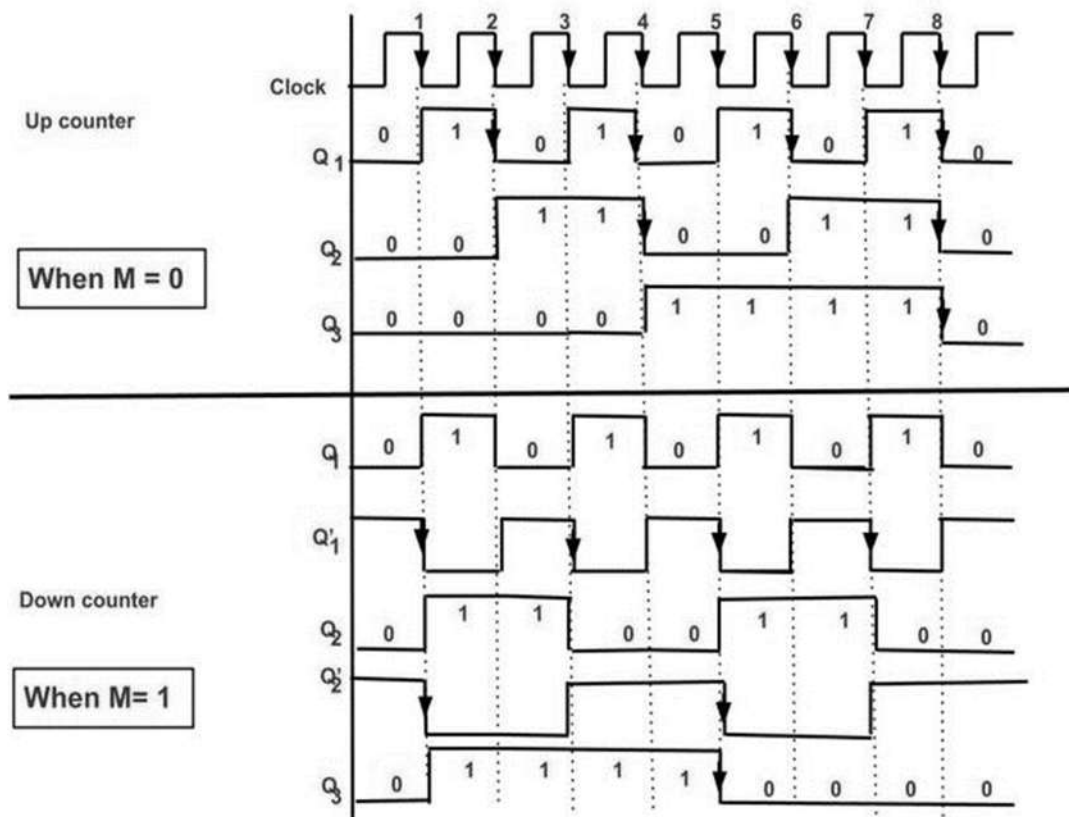 1 2 3 4 5 6 7 8
Clock
Up counter
0 1 0 1 0 1 0 1 0
Q1
0 0 1 1 0 0 1 1 0
Q2
When M = 0
0 0 0 0 1 1 1 1 0
Q3
0 1 0 1 0 1 0 1 0
Q1
Q'1
Down counter
0 1 1 0 0 1 1 0 0
Q2
Q'2
When M= 1
0 1 1 1 1 0 0 0 0
Q3